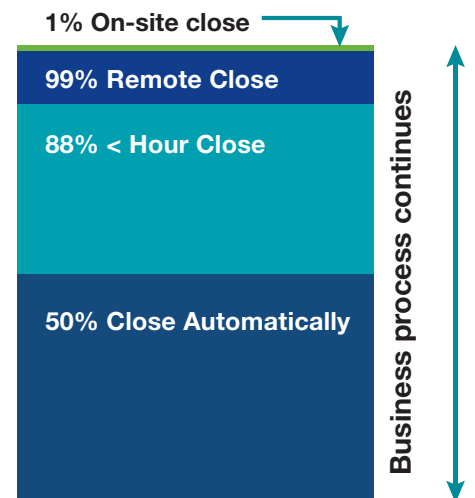 1% On-site close
99% Remote Close
88% < Hour Close
50% Close Automatically
Business process continues